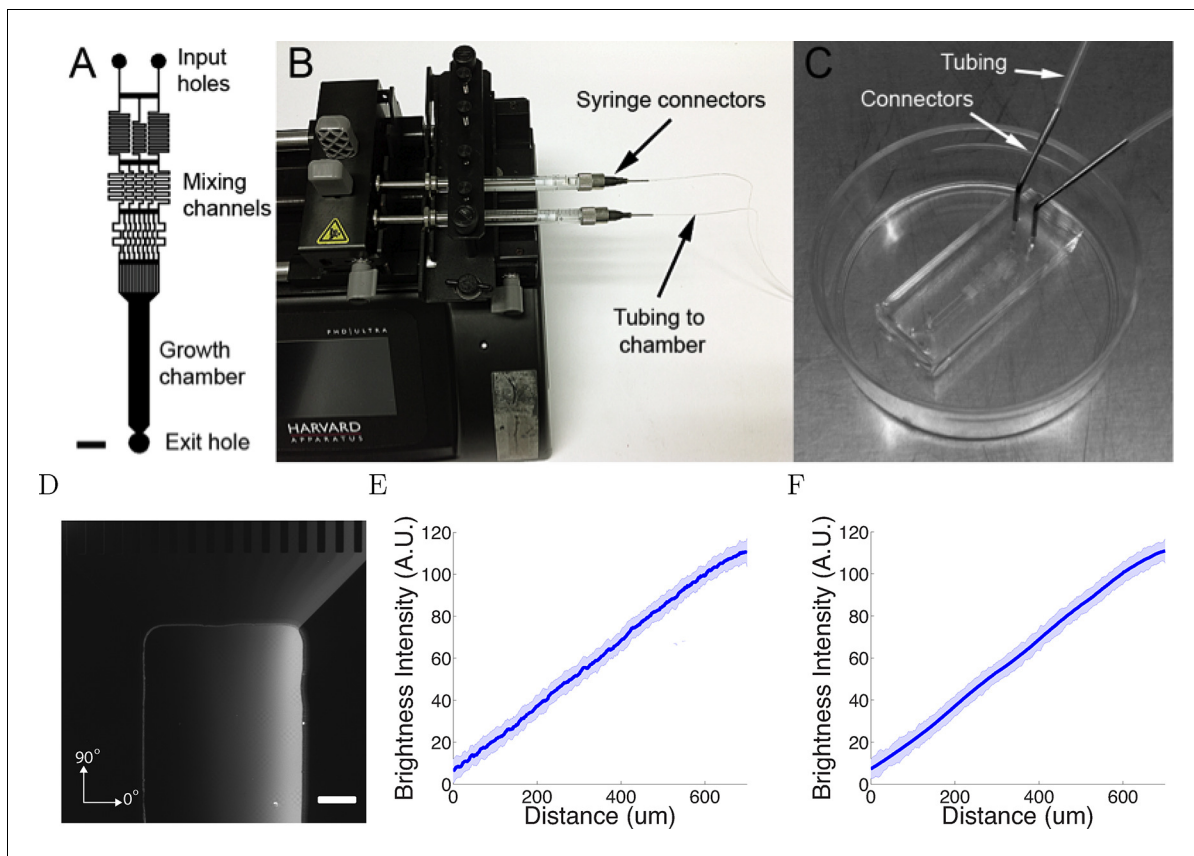 A
Input
holes
Mixing
channels
Growth
chamber
Exit hole
B
Syringe connectors
Tubing to
chamber
PHD|ULTRA
HARVARD
APPARATUS
C
Tubing
Connectors
D
90°
0°
E
Brightness Intensity (A.U.)
120
100
80
60
40
20
0
0 200 400 600
Distance (um)
F
Brightness Intensity (A.U.)
120
100
80
60
40
20
0
0 200 400 600
Distance (um)